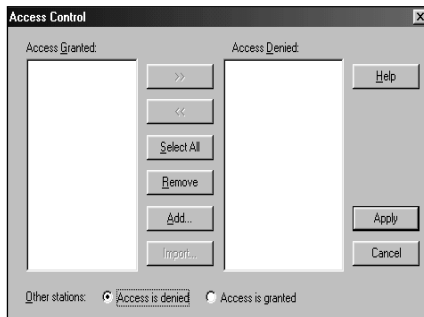 Access Control
Access Granted:
Access Denied:
>>
<<
Select All
Remove
Add...
Import...
Help
Apply
Cancel
Other stations: Access is denied Access is granted